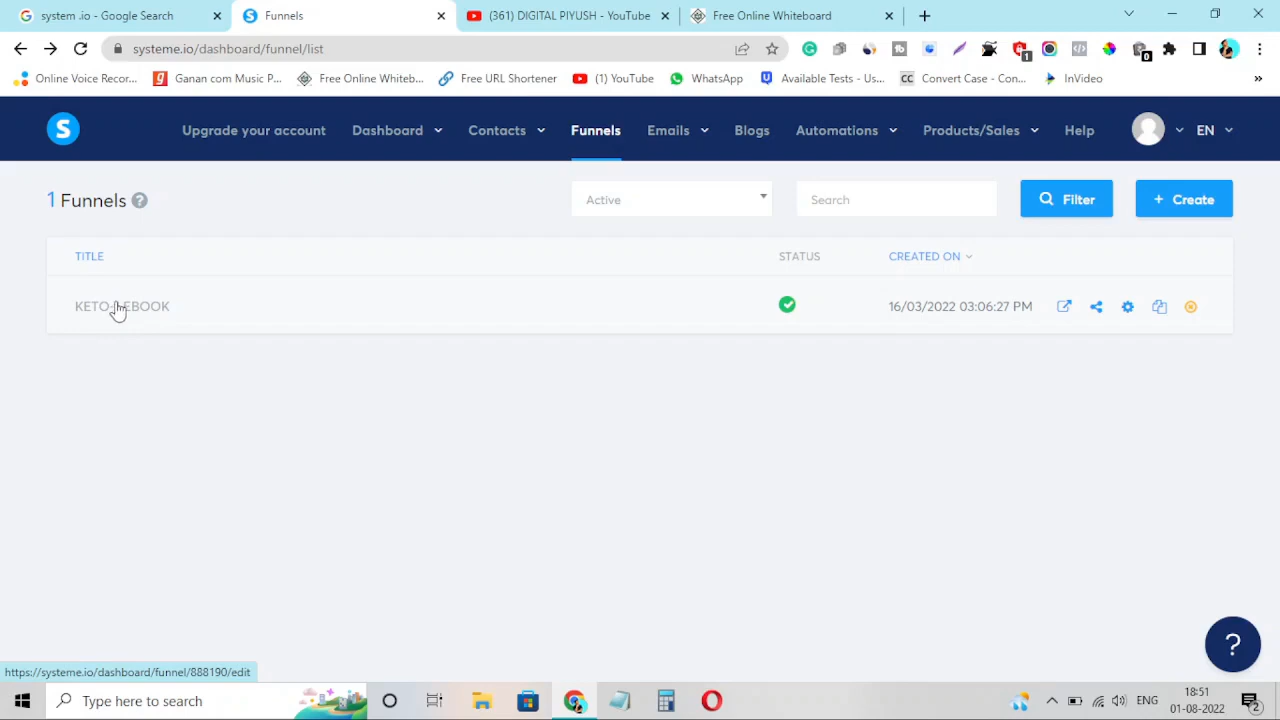 system .io - Google Search
Funnels
(361) DIGITAL PIYUSH - YouTube
Free Online Whiteboard
systeme.io/dashboard/funnel/list
Online Voice Recor...
Ganan com Music P...
Free Online Whiteb...
Free URL Shortener
(1) YouTube
WhatsApp
Available Tests - Us...
CC Convert Case - Con...
InVideo
S
Upgrade your account
Dashboard
Contacts
Funnels
Emails
Blogs
Automations
Products/Sales
Help
EN
1 Funnels ?
Active
Search
Filter
+ Create
TITLE
STATUS
CREATED ON
16/03/2022 03:06:27 PM
?
https://systeme.io/dashboard/funnel/888190/edit
Type here to search
ENG
18:51
01-08-2022
2